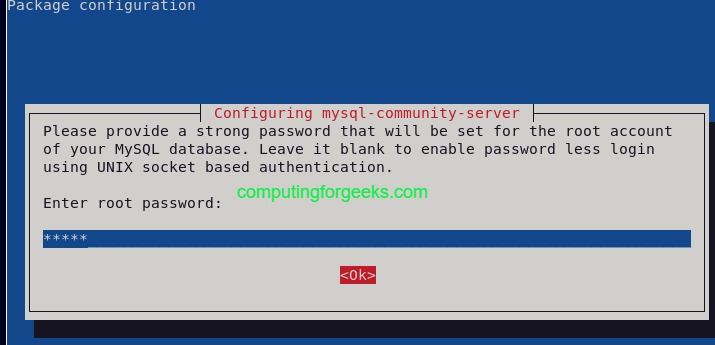 Package configuration
Configuring mysql-community-server
Please provide a strong password that will be set for the root account
of your MySQL database. Leave it blank to enable password less login
using UNIX socket based authentication.
computingforgeeks.com
Enter root password:
*****
<Ok>